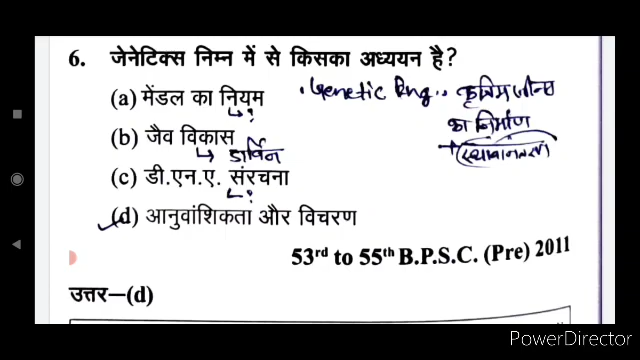 6. जेनेटिक्स निम्न में से किसका अध्ययन है?
(a) मेंडल का नियम
?
. Genetic Eng.. कृत्रिम जीन्स
का निर्माण
(b) जैव विकास
डार्विन
+ स्थानान्तरण
(c) डी.एन.ए. संरचना
?
(d) आनुवांशिकता और विचरण
53rd to 55th B.P.S.C. (Pre) 2011
उत्तर–(d)
PowerDirector